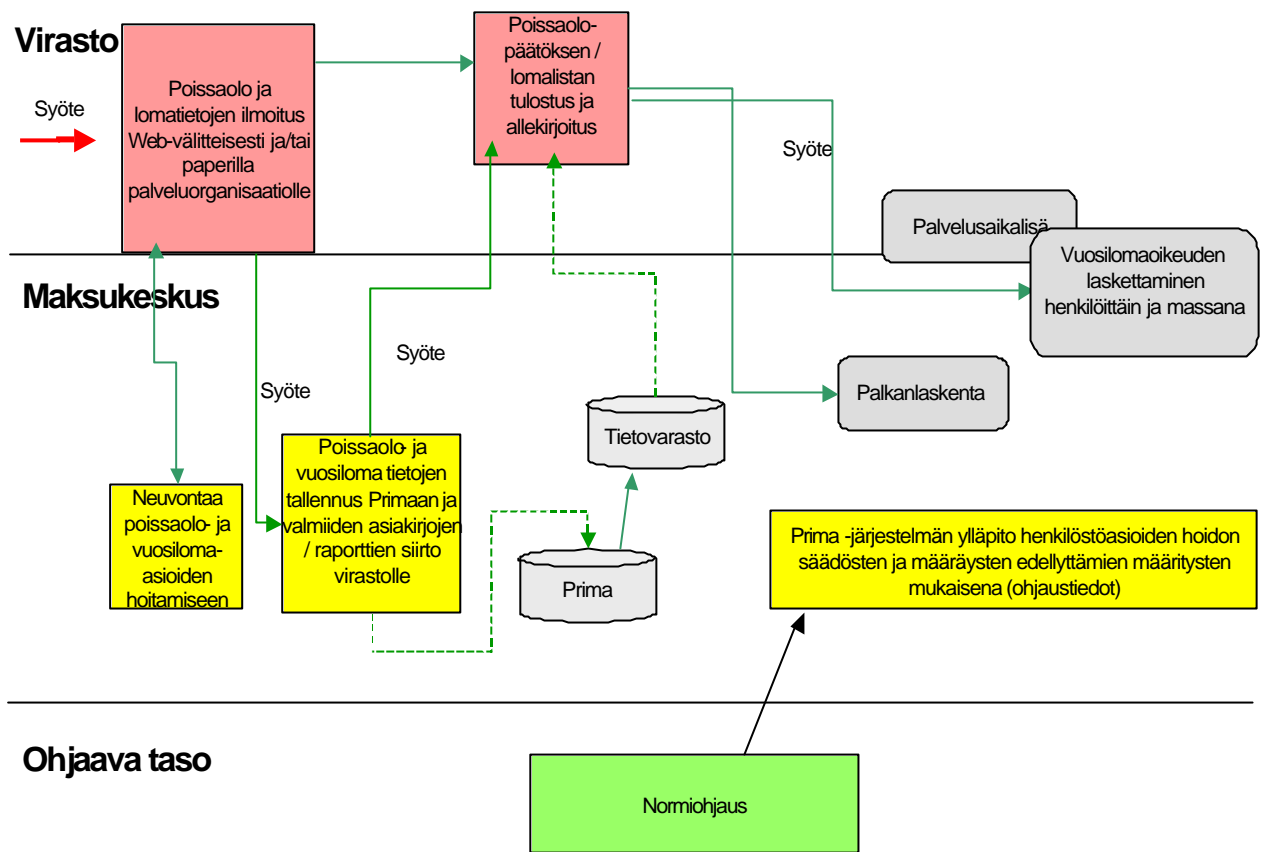 Virasto
Syöte
Poissaolo ja
lomatietojen ilmoitus
Web-välitteisesti ja/tai
paperilla
palveluorganisaatiolle
Poissaolo-
päätöksen /
lomalistan
tulostus ja
allekirjoitus
Syöte
Palvelusaikalisä
Vuosilomaoikeuden
laskettaminen
henkilöittäin ja massana
Maksukeskus
Syöte
Syöte
Palkanlaskenta
Tietovarasto
Neuvontaa
poissaolo- ja
vuosiloma-
asioiden
hoitamiseen
Poissaolo- ja
vuosiloma tietojen
tallennus Primaan ja
valmiiden asiakirjojen
/ raporttien siirto
virastolle
Prima
Prima -järjestelmän ylläpito henkilöstöasioiden hoidon
säädösten ja määräysten edellyttämien määritysten
mukaisena (ohjaustiedot)
Ohjaava taso
Normiohjaus